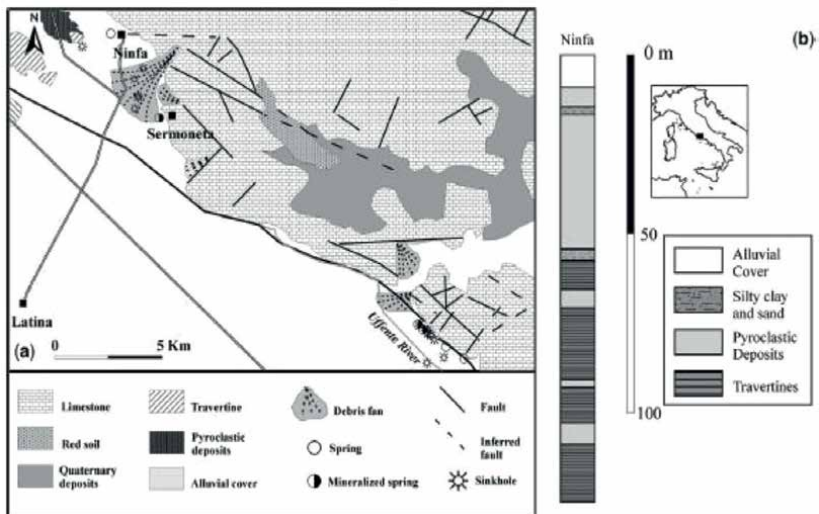 N
Ninfa
Sermoneta
Latina
(a)
0
5 Km
Uffente River
Limestone
Travertine
Debris fan
Fault
Red soil
Pyroclastic
deposits
Spring
Inferred
fault
Quaternary
deposits
Alluvial cover
Mineralized spring
Sinkhole
Ninfa
0 m
(b)
50
100
Alluvial
Cover
Silty clay
and sand
Pyroclastic
Deposits
Travertines